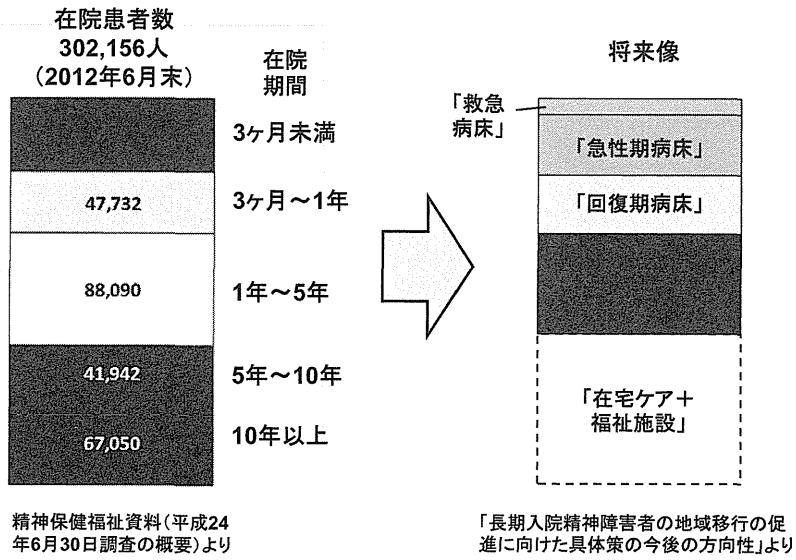 在院患者数
302,156人
（2012年6月末）
在院
期間
3ヶ月未満
47,732
3ヶ月～1年
88,090
1年～5年
41,942
5年～10年
67,050
10年以上
精神保健福祉資料（平成24
年6月30日調査の概要）より
将来像
「救急
病床」
「急性期病床」
「回復期病床」
「在宅ケア＋
福祉施設」
「長期入院精神障害者の地域移行の促
進に向けた具体策の今後の方向性」より